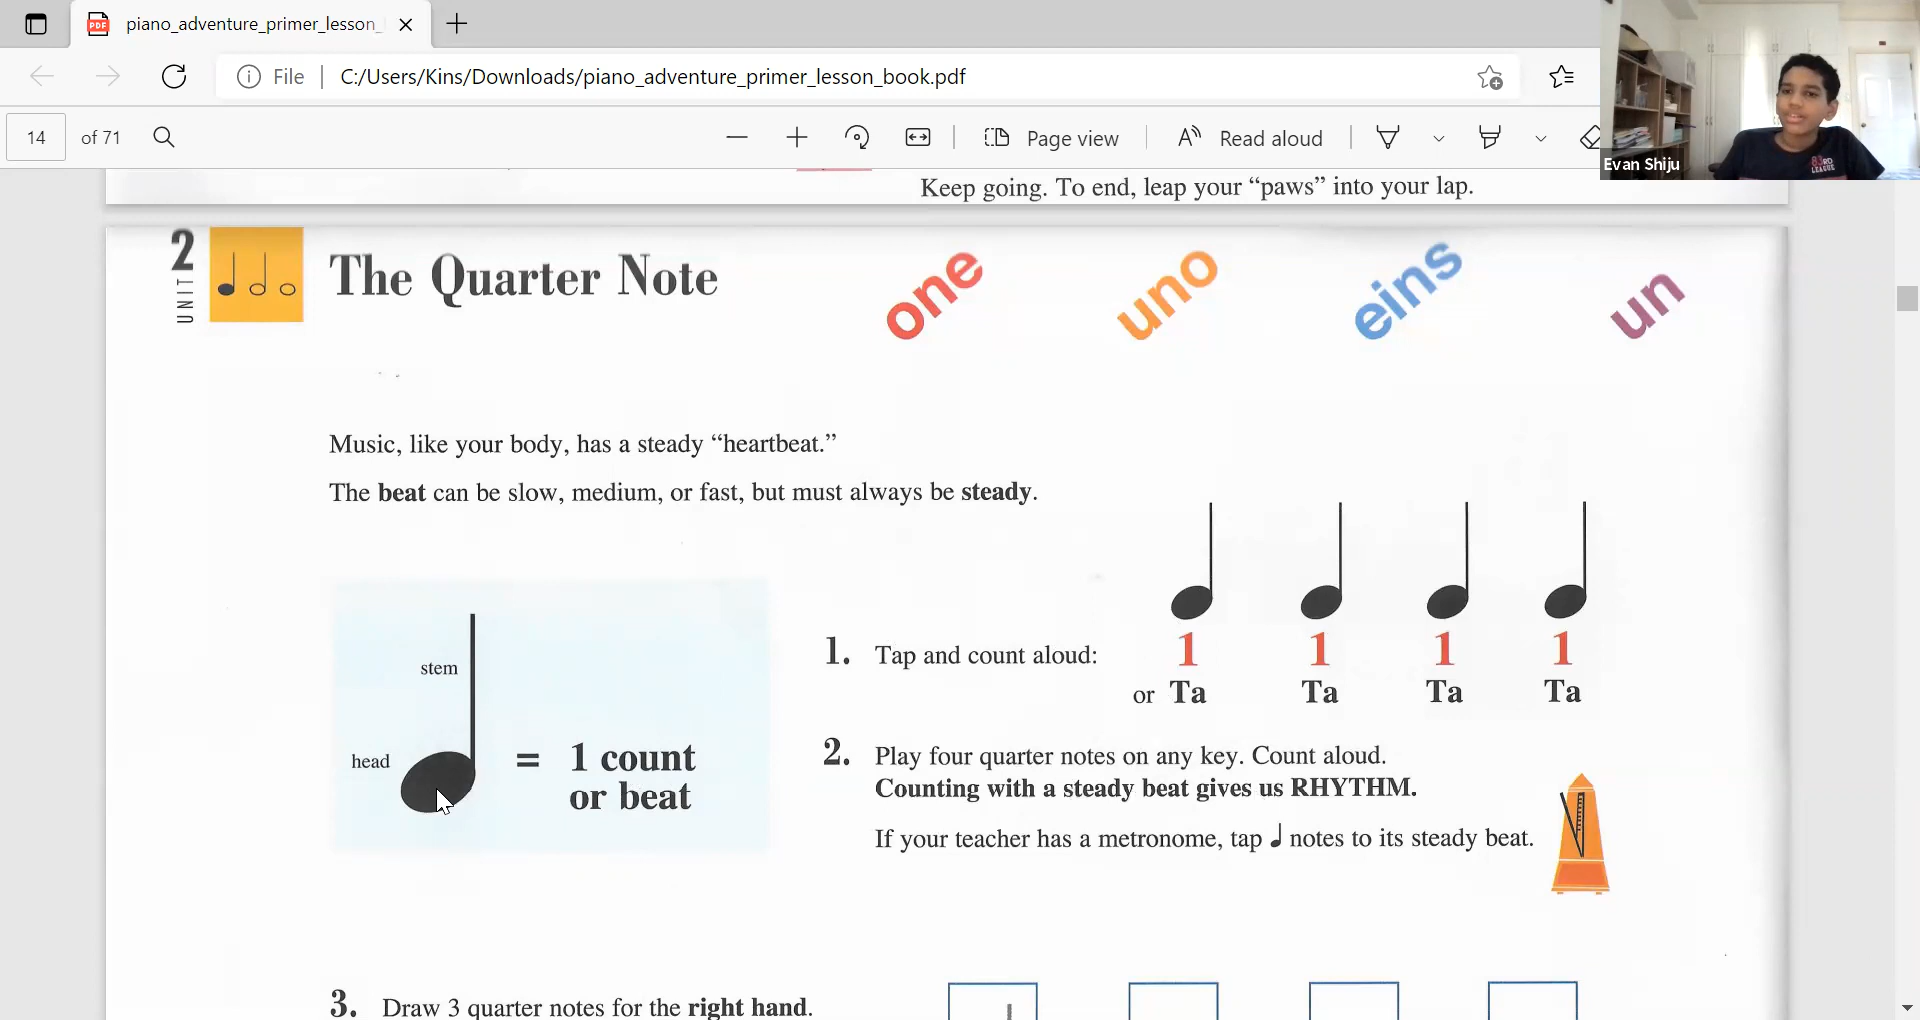 piano_adventure_primer_lesson_
File
C:/Users/Kins/Downloads/piano_adventure_primer_lesson_book.pdf
14 of 71
Page view
Read aloud
Evan Shiju
83RD
LEAGUE
Keep going. To end, leap your “paws” into your lap.
UNIT 2
The Quarter Note
one uno eins un
Music, like your body, has a steady “heartbeat.”
The beat can be slow, medium, or fast, but must always be steady.
stem
head
= 1 count
or beat
1. Tap and count aloud: 1 1 1 1
or Ta Ta Ta Ta
2. Play four quarter notes on any key. Count aloud.
Counting with a steady beat gives us RHYTHM.
If your teacher has a metronome, tap ♩ notes to its steady beat.
3. Draw 3 quarter notes for the right hand.